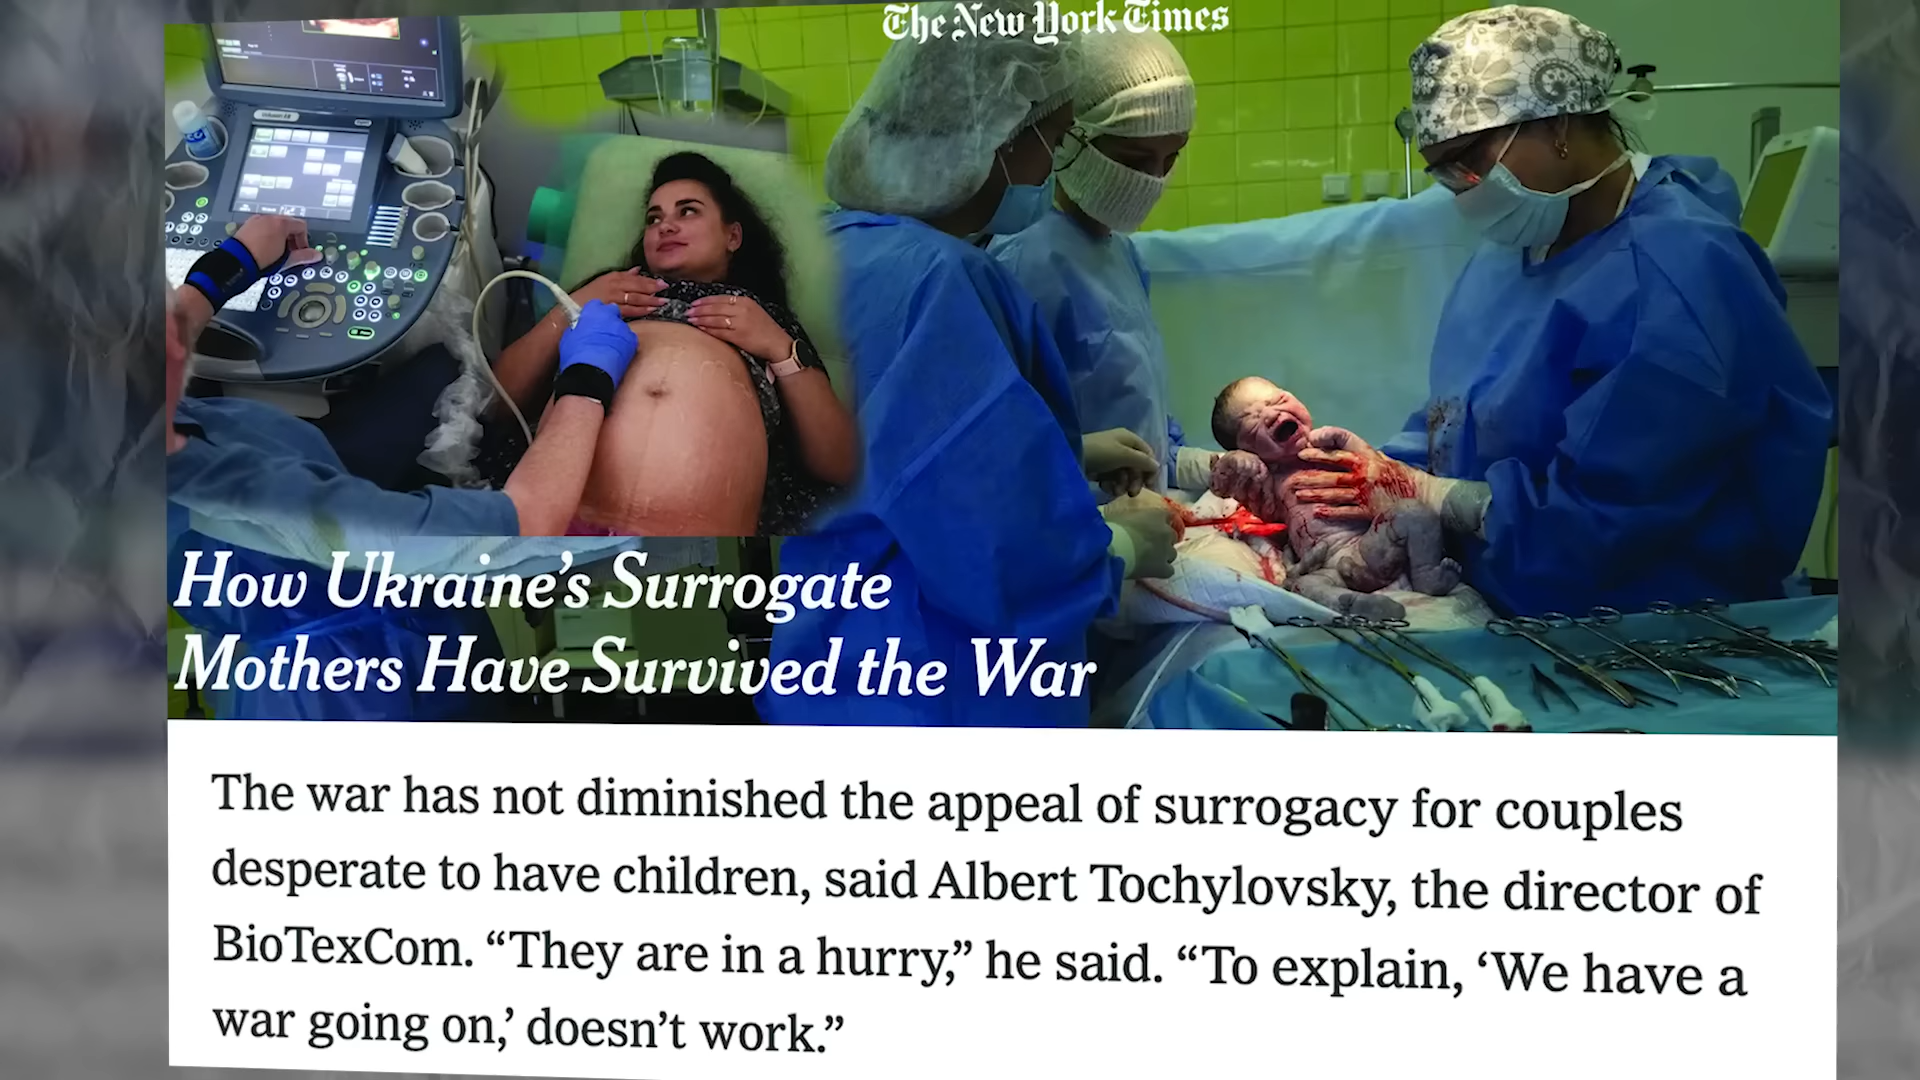 The New York Times
How Ukraine’s Surrogate
Mothers Have Survived the War
The war has not diminished the appeal of surrogacy for couples
desperate to have children, said Albert Tochylovsky, the director of
BioTexCom. “They are in a hurry,” he said. “To explain, ‘We have a
war going on,’ doesn’t work.”